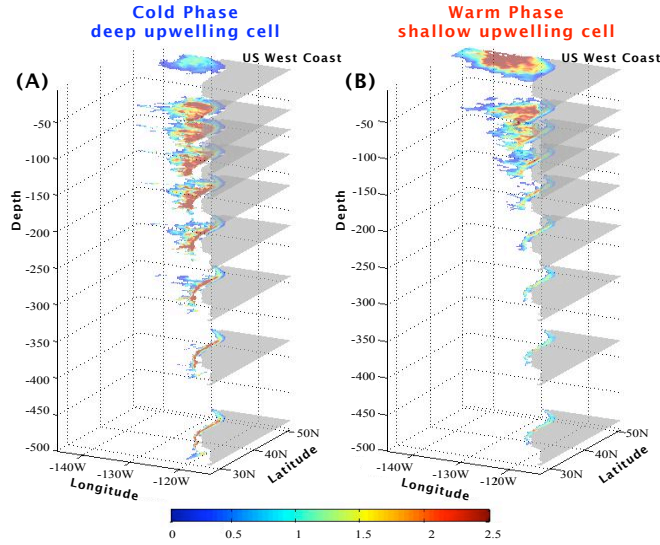 Cold Phase
deep upwelling cell
Warm Phase
shallow upwelling cell
(A)
US West Coast
Depth
-50
-100
-150
-200
-250
-300
-350
-400
-450
-500
-140W
-130W
-120W
Longitude
30N
40N
50N
Latitude
(B)
US West Coast
Depth
-50
-100
-150
-200
-250
-300
-350
-400
-450
-500
-140W
-130W
-120W
Longitude
30N
40N
50N
Latitude
0 0.5 1 1.5 2 2.5